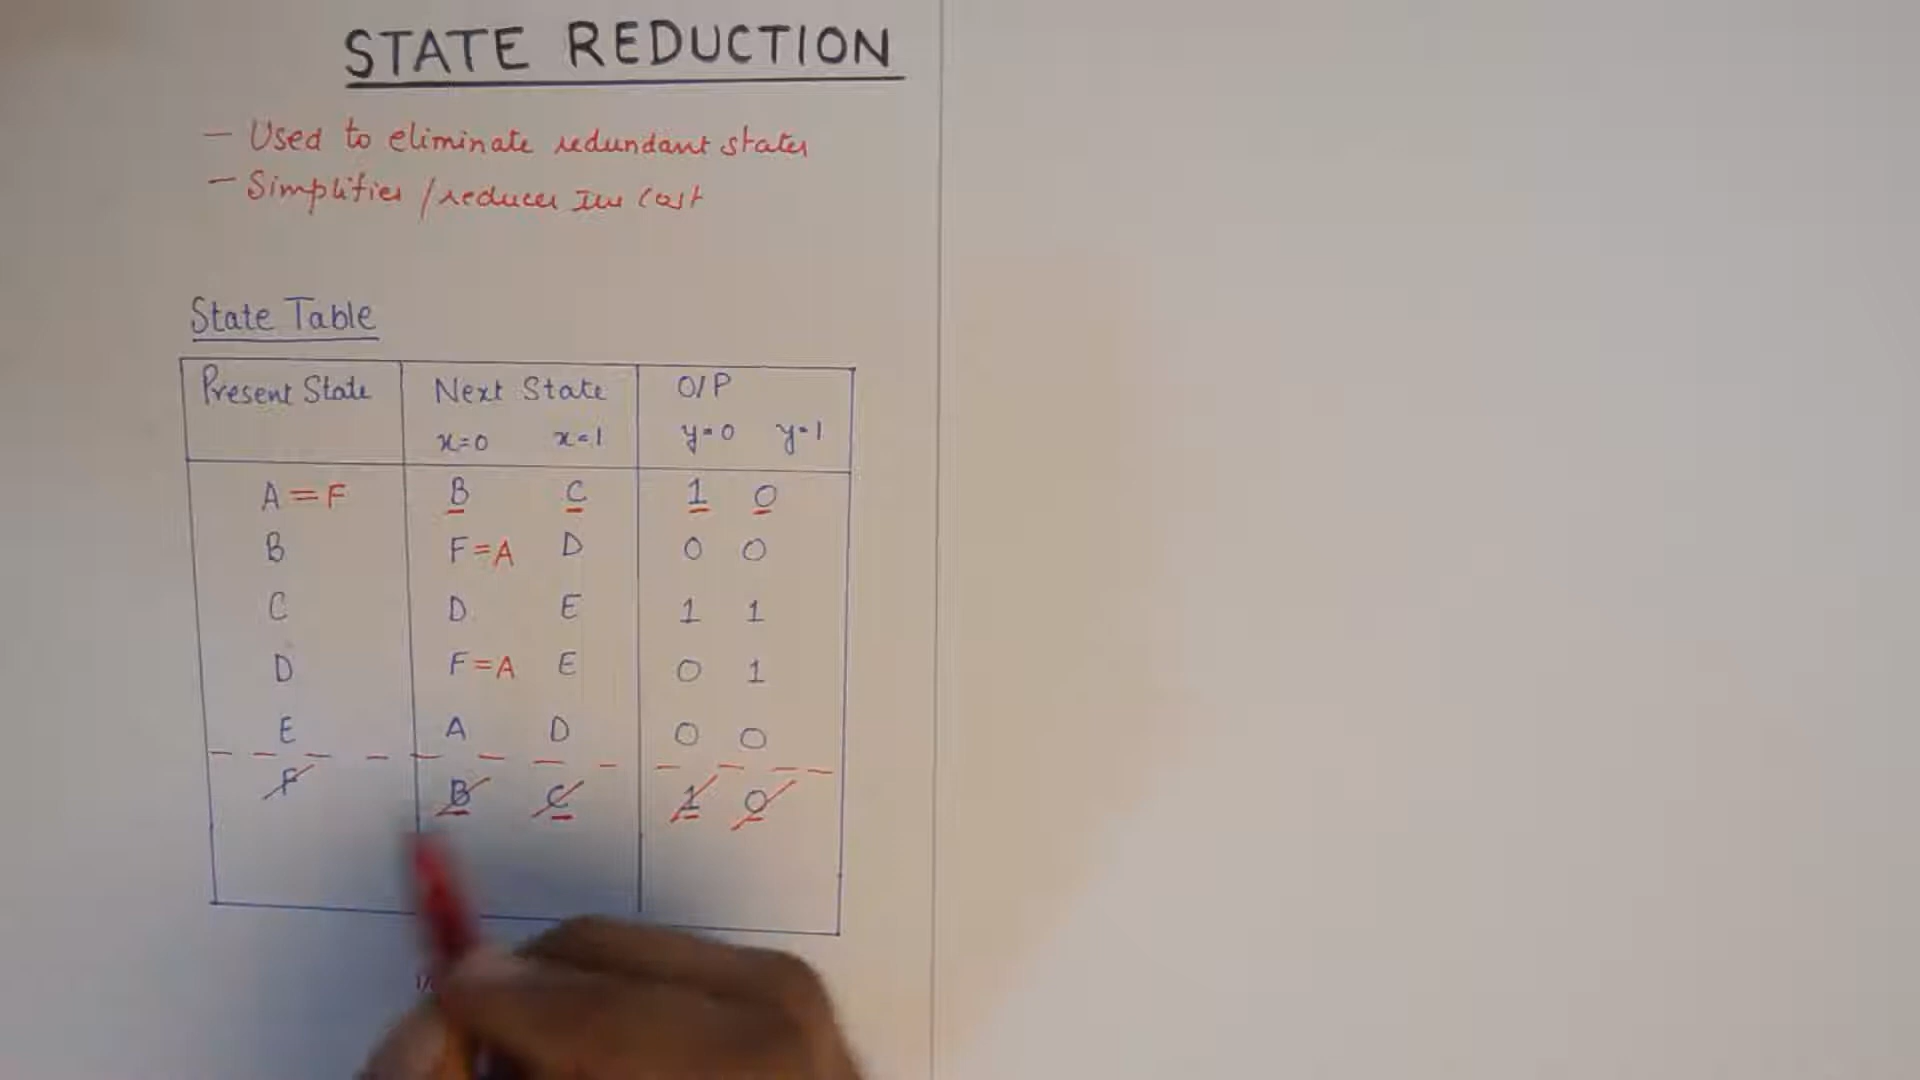 STATE REDUCTION
- Used to eliminate redundant states
- Simplifies / reduces cost
State Table
Present State Next State O/P
x=0 x=1 y=0 y=1
A = F B C 1 0
B F = A D 0 0
C D E 1 1
D F = A E 0 1
E A D 0 0
F B C 1 0